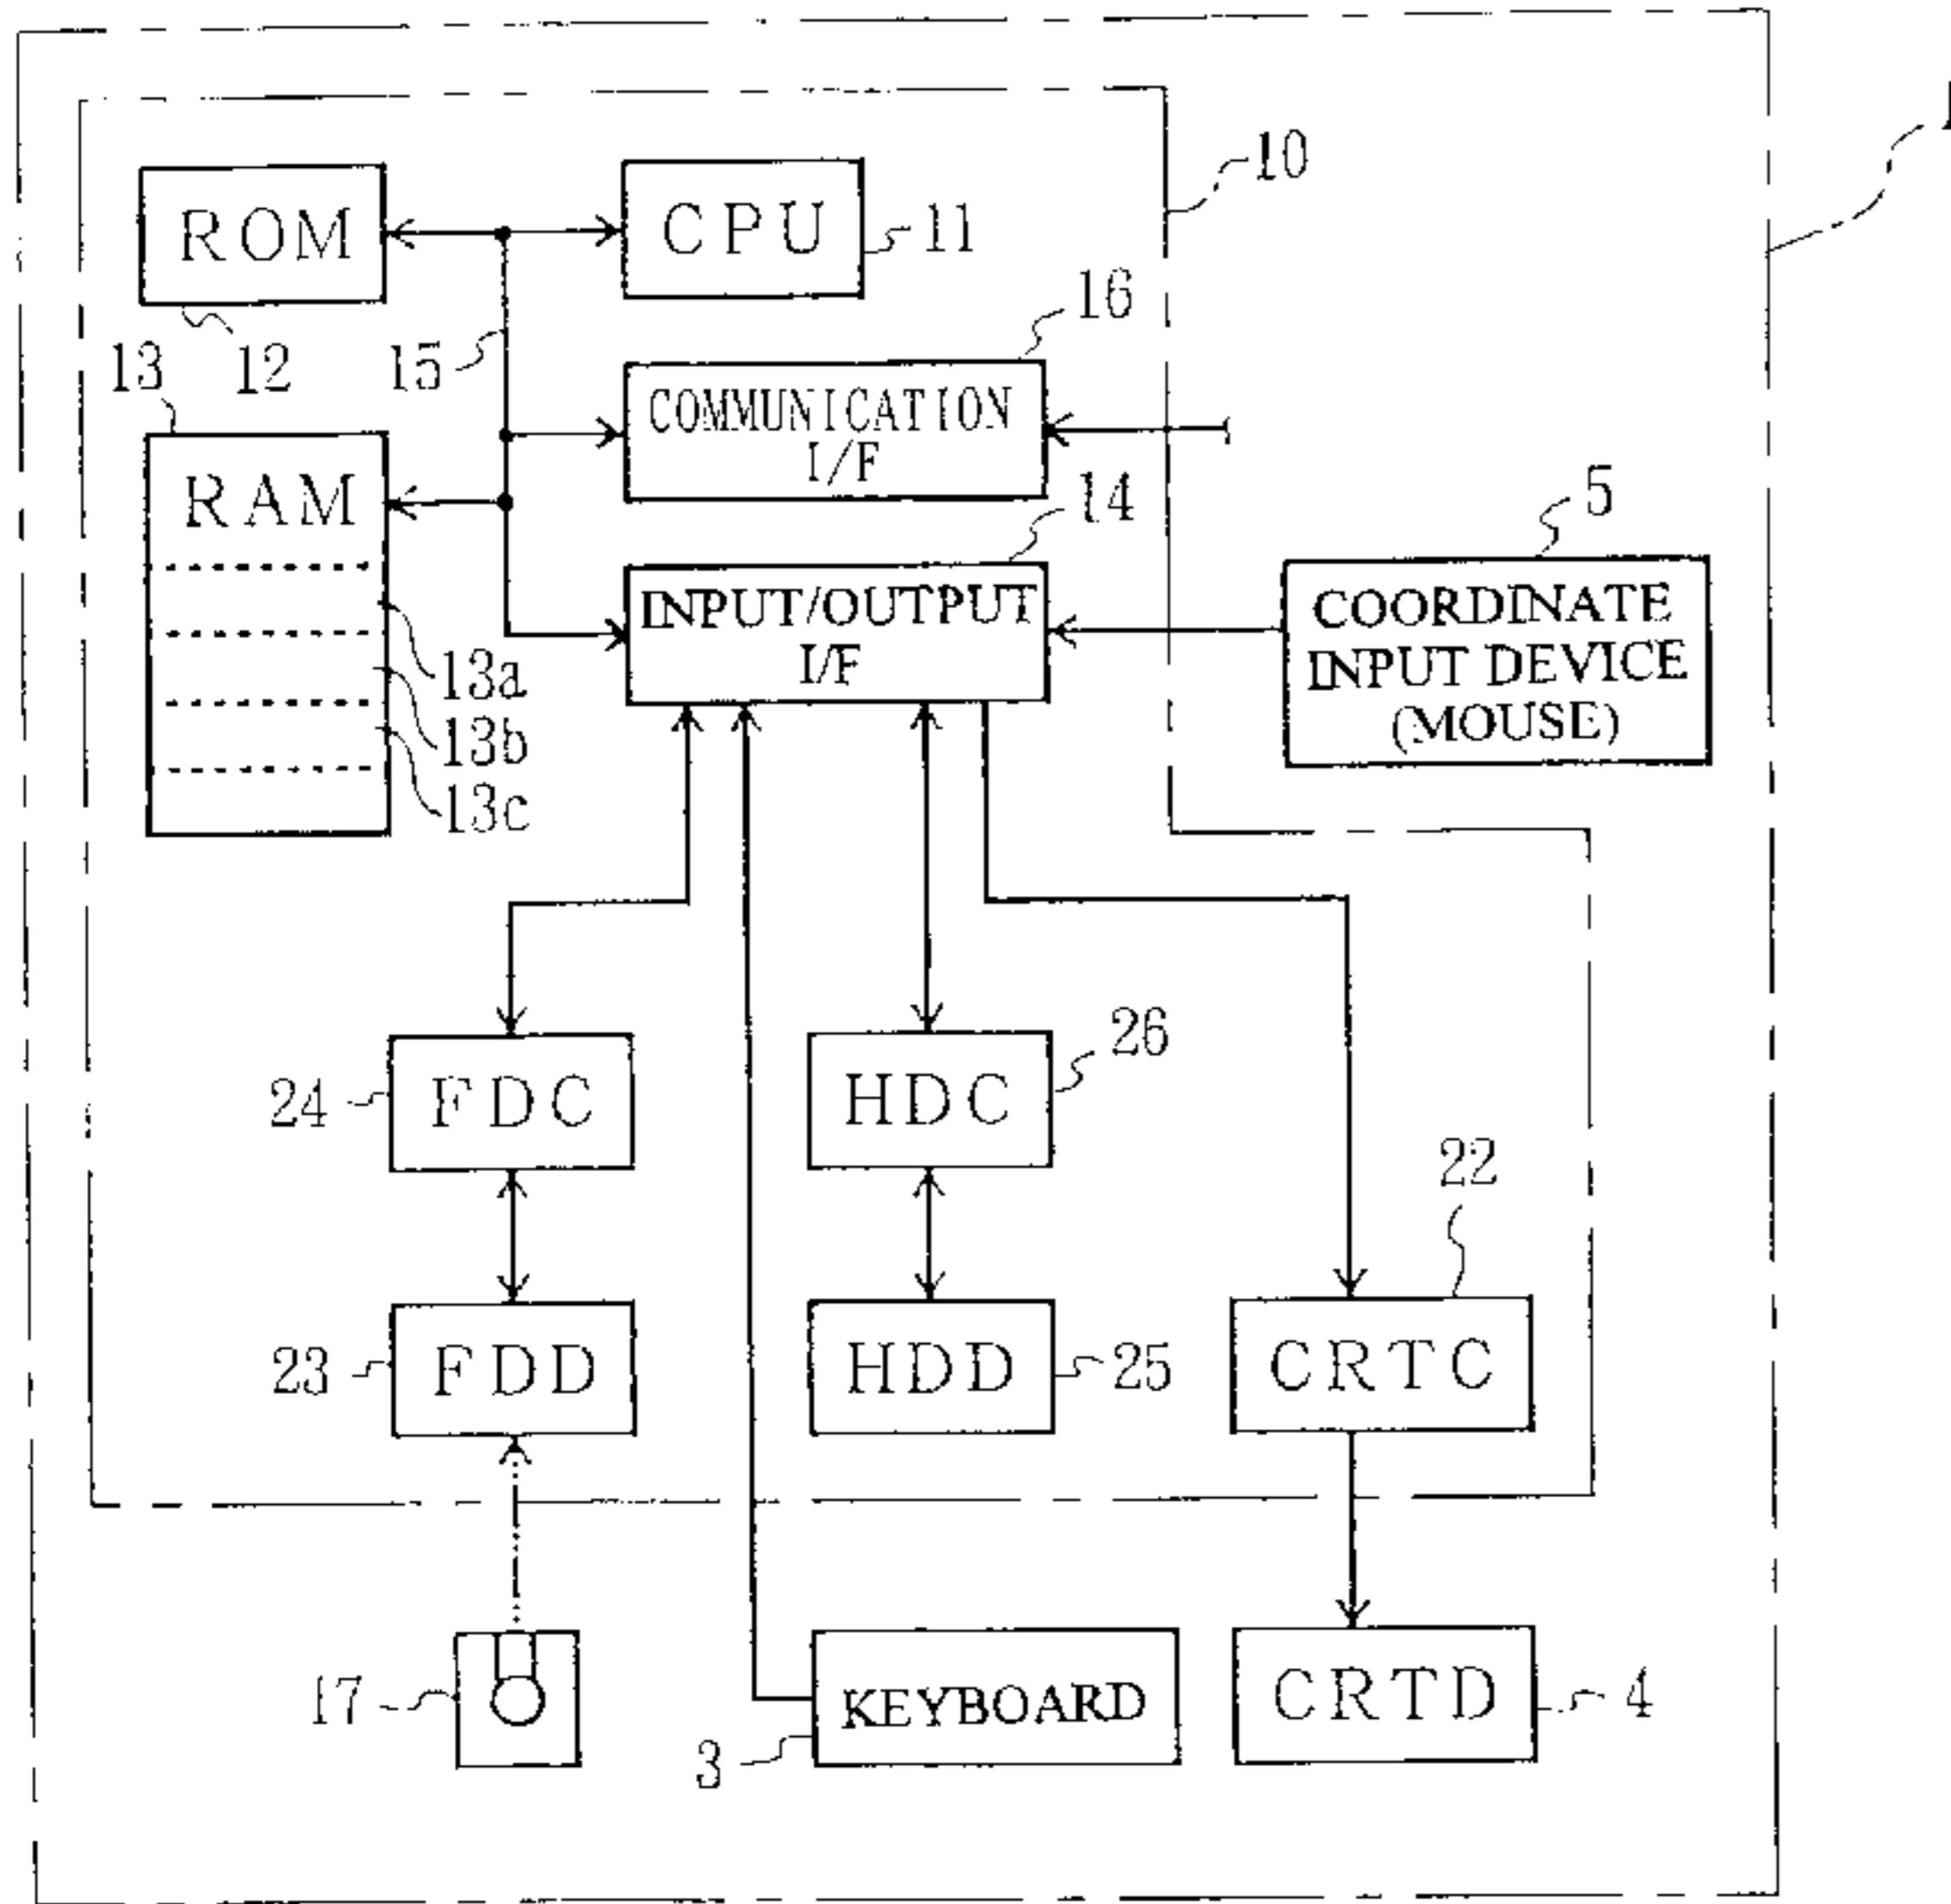 1
10
ROM
CPU
11
12
15
16
13
COMMUNICATION
I/F
RAM
14
5
INPUT/OUTPUT
I/F
COORDINATE
INPUT DEVICE
(MOUSE)
13a
13b
13c
24
FDC
HDC
26
22
23
FDD
HDD
25
CRTC
17
KEYBOARD
3
CRTD
4